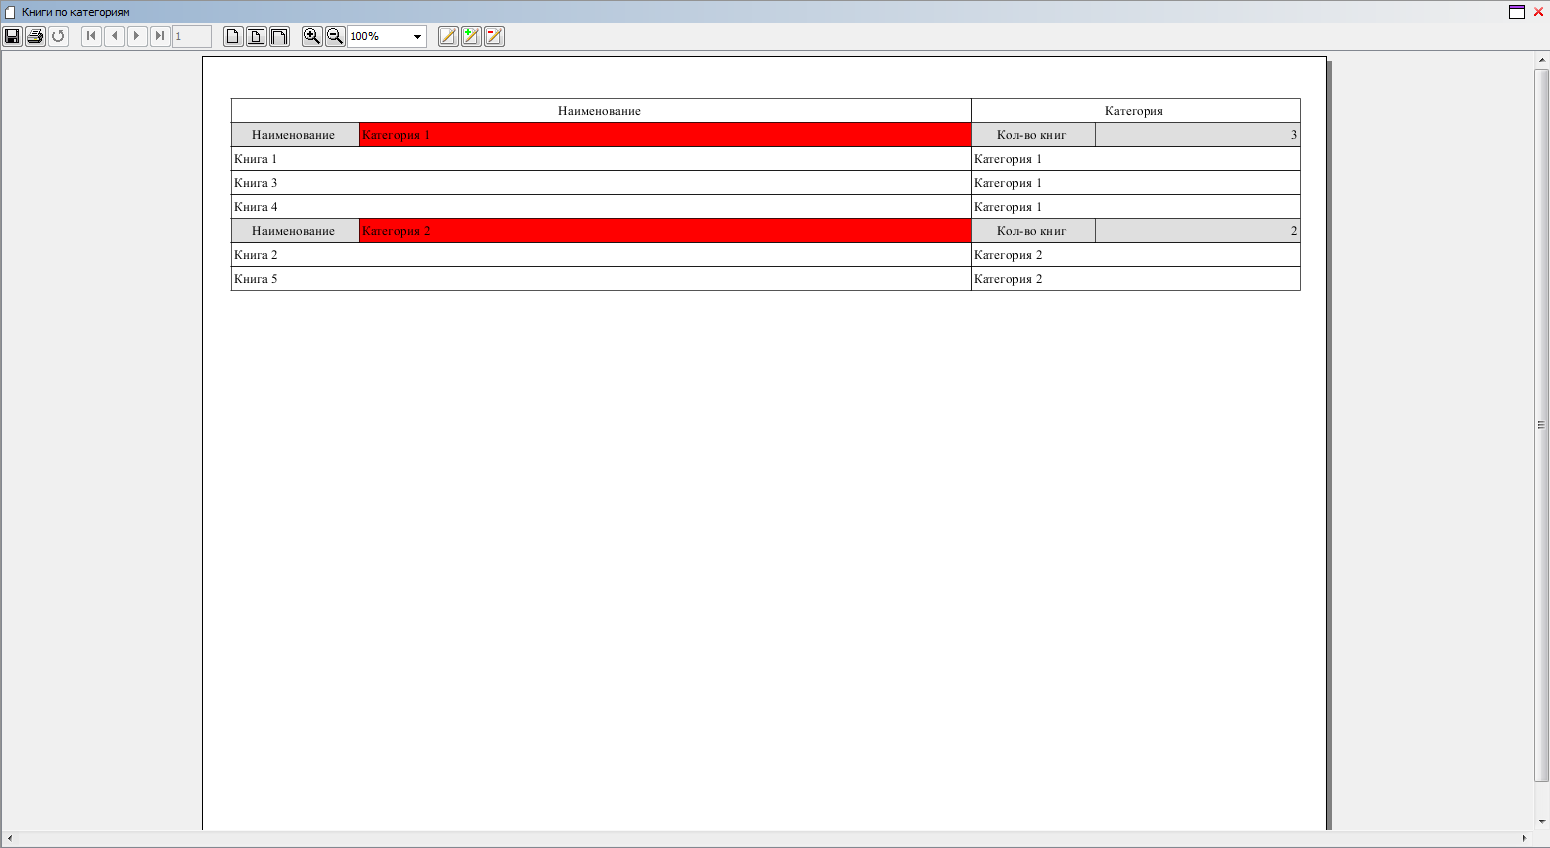 Книги по категориям
1
100%
Наименование Категория
Наименование Категория 1 Кол-во книг 3
Книга 1 Категория 1
Книга 3 Категория 1
Книга 4 Категория 1
Наименование Категория 2 Кол-во книг 2
Книга 2 Категория 2
Книга 5 Категория 2